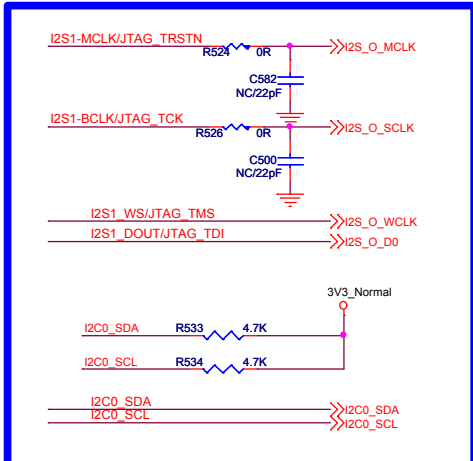 I2S1-MCLK/JTAG_TRSTN
R524 0R
I2S_O_MCLK
C582
NC/22pF
I2S1-BCLK/JTAG_TCK
R526 0R
I2S_O_SCLK
C500
NC/22pF
I2S1_WS/JTAG_TMS
I2S_O_WCLK
I2S1_DOUT/JTAG_TDI
I2S_O_D0
3V3_Normal
I2C0_SDA R533 4.7K
I2C0_SCL R534 4.7K
I2C0_SDA
I2C0_SDA
I2C0_SCL
I2C0_SCL